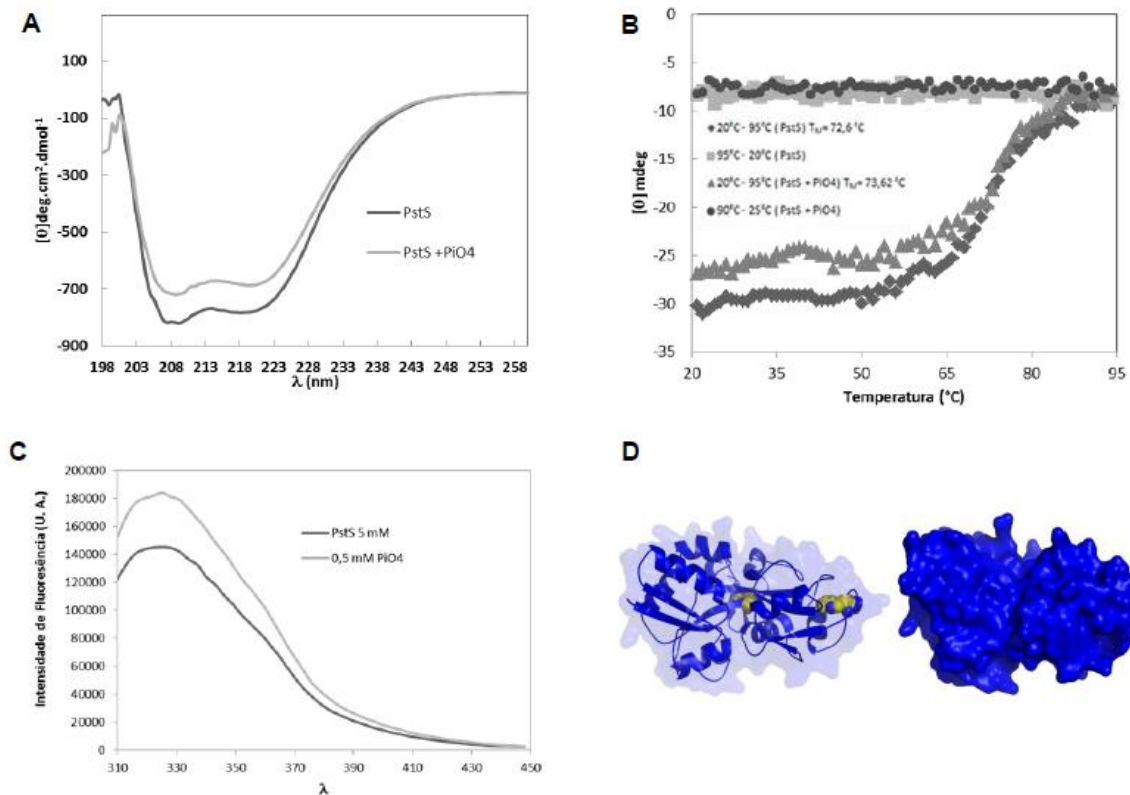 A
100
-100
-300
-500
-700
-900
[θ]deg.cm².dmol⁻¹
PstS
PstS +PiO4
198 203 208 213 218 223 228 233 238 243 248 253 258
λ (nm)
B
0
-5
-10
-15
-20
-25
-30
-35
[θ] mdeg
20°C - 95°C ( PstS) Tₘ= 72,6 °C
95°C - 20°C ( PstS)
20°C - 95°C ( PstS + PiO4) Tₘ= 73,62 °C
90°C - 25°C ( PstS + PiO4)
20 35 50 65 80 95
Temperatura (°C)
C
200000
180000
160000
140000
120000
100000
80000
60000
40000
20000
0
Intensidade de Fluoresência (U. A.)
PstS 5 mM
0,5 mM PiO4
310 330 350 370 390 410 430 450
λ
D